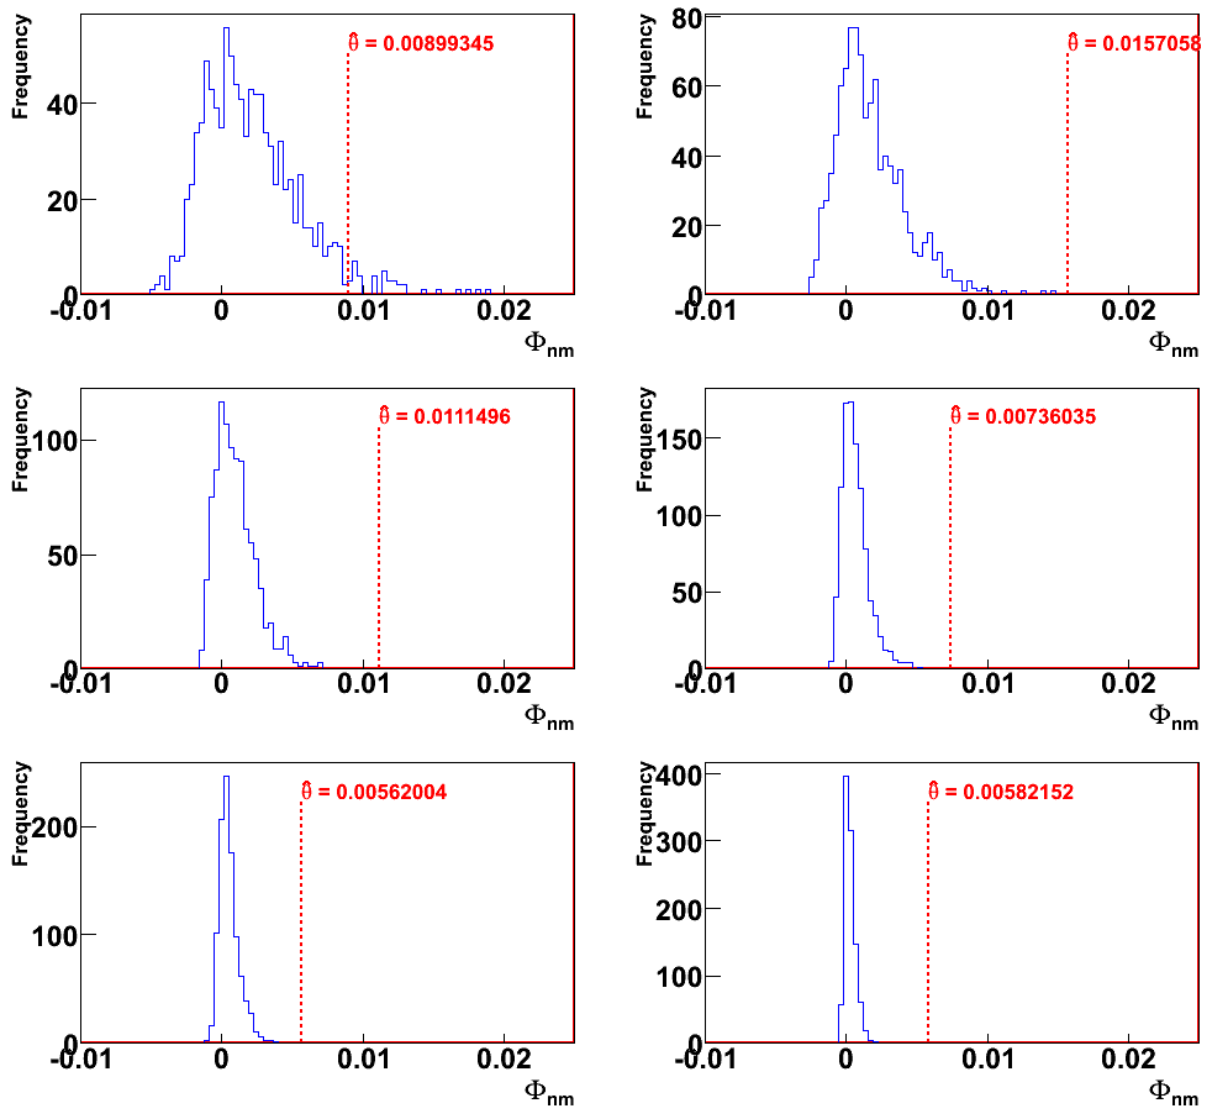 Frequency
θ̂ = 0.00899345
40
20
0
-0.01 0 0.01 0.02
Φnm
Frequency
θ̂ = 0.0157058
80
60
40
20
0
-0.01 0 0.01 0.02
Φnm
Frequency
θ̂ = 0.0111496
100
50
0
-0.01 0 0.01 0.02
Φnm
Frequency
θ̂ = 0.00736035
150
100
50
0
-0.01 0 0.01 0.02
Φnm
Frequency
θ̂ = 0.00562004
200
100
0
-0.01 0 0.01 0.02
Φnm
Frequency
θ̂ = 0.00582152
400
300
200
100
0
-0.01 0 0.01 0.02
Φnm